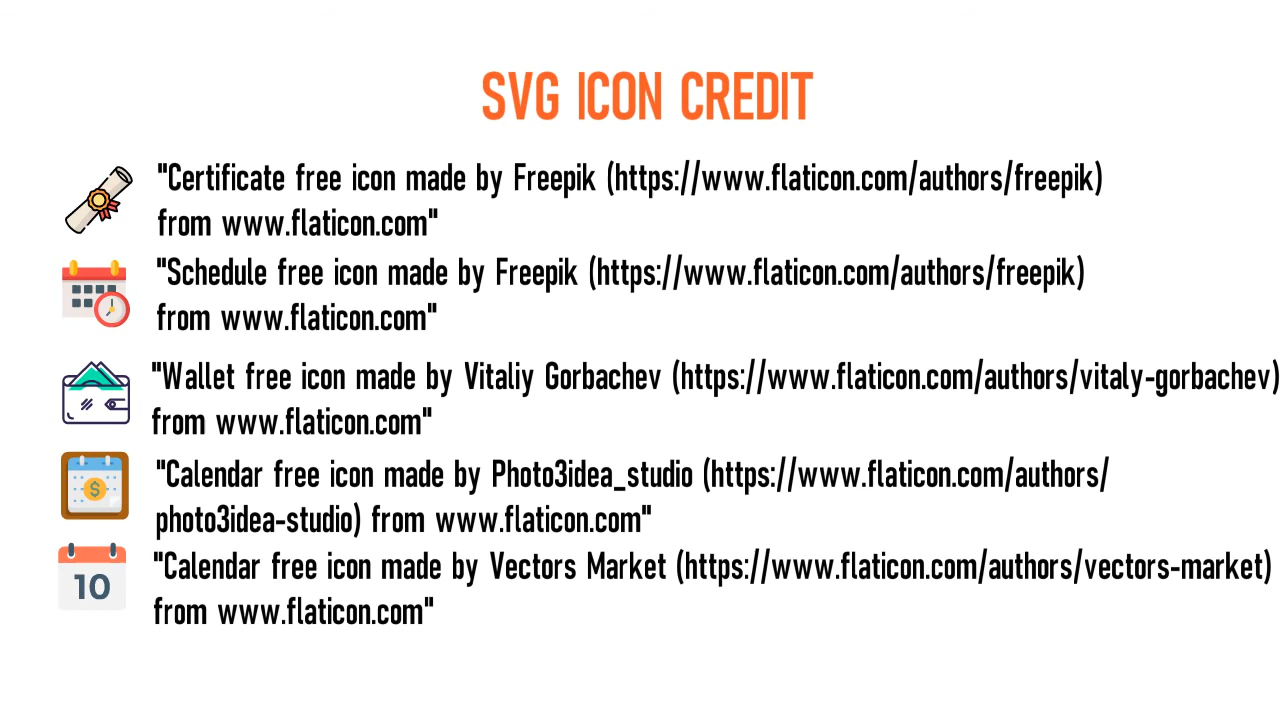 SVG ICON CREDIT
"Certificate free icon made by Freepik (https://www.flaticon.com/authors/freepik)
from www.flaticon.com"
"Schedule free icon made by Freepik (https://www.flaticon.com/authors/freepik)
from www.flaticon.com"
"Wallet free icon made by Vitaliy Gorbachev (https://www.flaticon.com/authors/vitaly-gorbachev)
from www.flaticon.com"
$
"Calendar free icon made by Photo3idea_studio (https://www.flaticon.com/authors/
photo3idea-studio) from www.flaticon.com"
10
"Calendar free icon made by Vectors Market (https://www.flaticon.com/authors/vectors-market)
from www.flaticon.com"